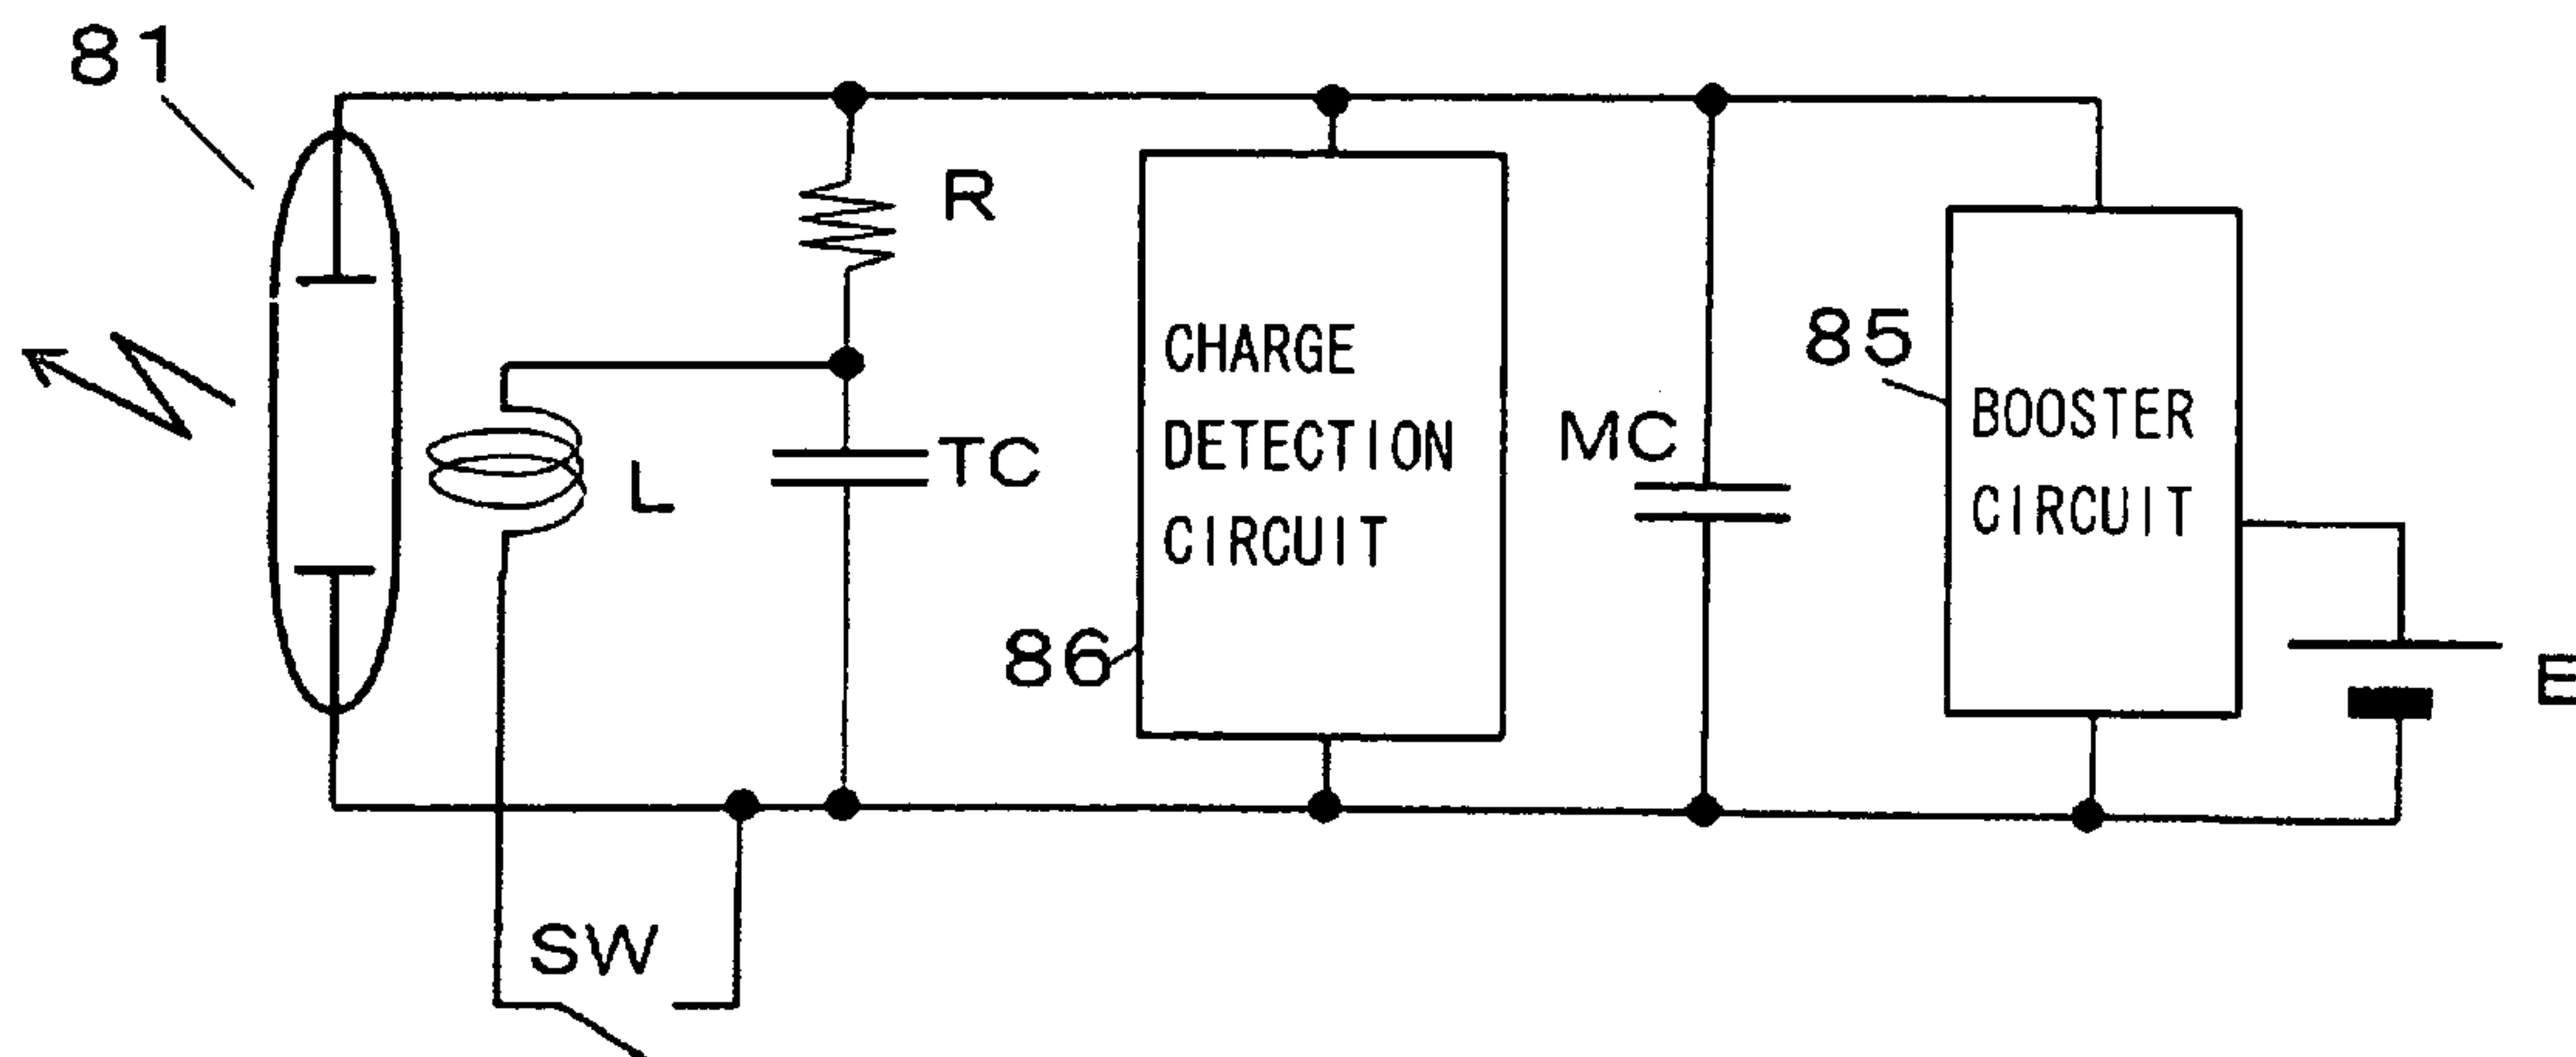 81
R
CHARGE
DETECTION
CIRCUIT
86
L
TC
MC
85
BOOSTER
CIRCUIT
E
SW